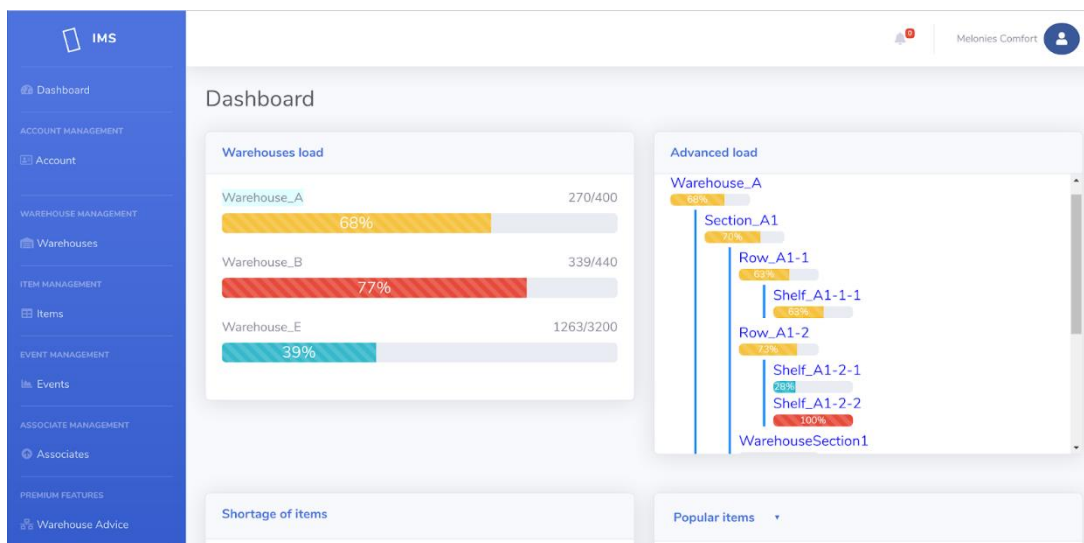 IMS
0
Melonies Comfort
Dashboard
ACCOUNT MANAGEMENT
Account
WAREHOUSE MANAGEMENT
Warehouses
ITEM MANAGEMENT
Items
EVENT MANAGEMENT
Events
ASSOCIATE MANAGEMENT
Associates
PREMIUM FEATURES
Warehouse Advice
Dashboard
Warehouses load
Warehouse_A 270/400
68%
Warehouse_B 339/440
77%
Warehouse_E 1263/3200
39%
Advanced load
Warehouse_A
68%
Section_A1
70%
Row_A1-1
63%
Shelf_A1-1-1
63%
Row_A1-2
73%
Shelf_A1-2-1
28%
Shelf_A1-2-2
100%
WarehouseSection1
Shortage of items
Popular items